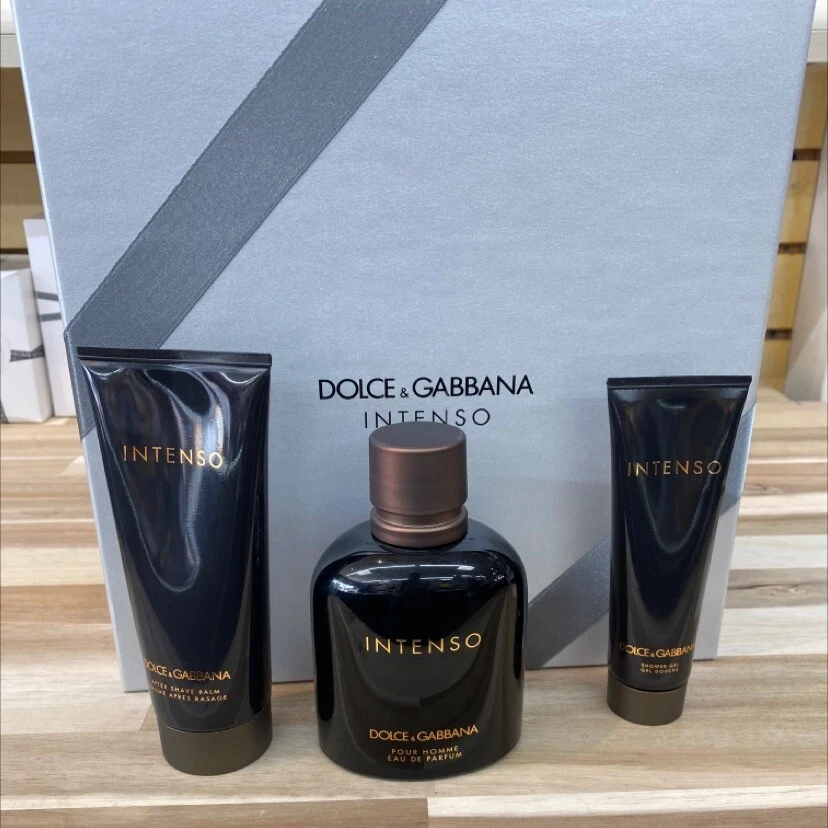 DOLCE & GABBANA
INTENSO
INTENSO
DOLCE & GABBANA
AFTER SHAVE BALM
BAUME APRÈS RASAGE
INTENSO
DOLCE & GABBANA
POUR HOMME
EAU DE PARFUM
INTENSO
DOLCE & GABBANA
SHOWER GEL
GEL DOUCHE